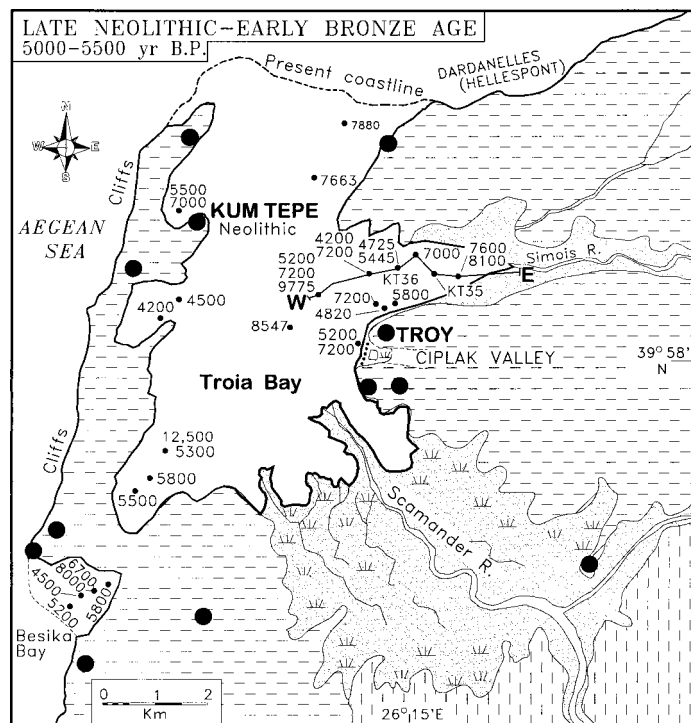 LATE NEOLITHIC-EARLY BRONZE AGE
5000-5500 yr B.P.
Present coastline
DARDANELLES
(HELLESPONT)
N
W E
S
7880
Cliffs
5500
7000
7663
KUM TEPE
Neolithic
AEGEAN
SEA
4200
7200
4725
5445
7000
7600
8100
Simois R.
5200
7200
9775
KT36
KT35
W
E
4500
4200
7200
5800
4820
8547
TROY
5200
7200
CIPLAK VALLEY
39° 58'
N
Troia Bay
12,500
5300
5800
5500
Cliffs
Scamander R.
6700
8000
4500
5200
5800
Besika
Bay
0 1 2
Km
26° 15'E